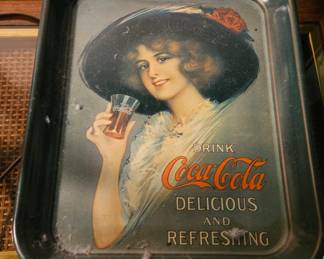 DRINK
Coca-Cola
DELICIOUS
AND
REFRESHING